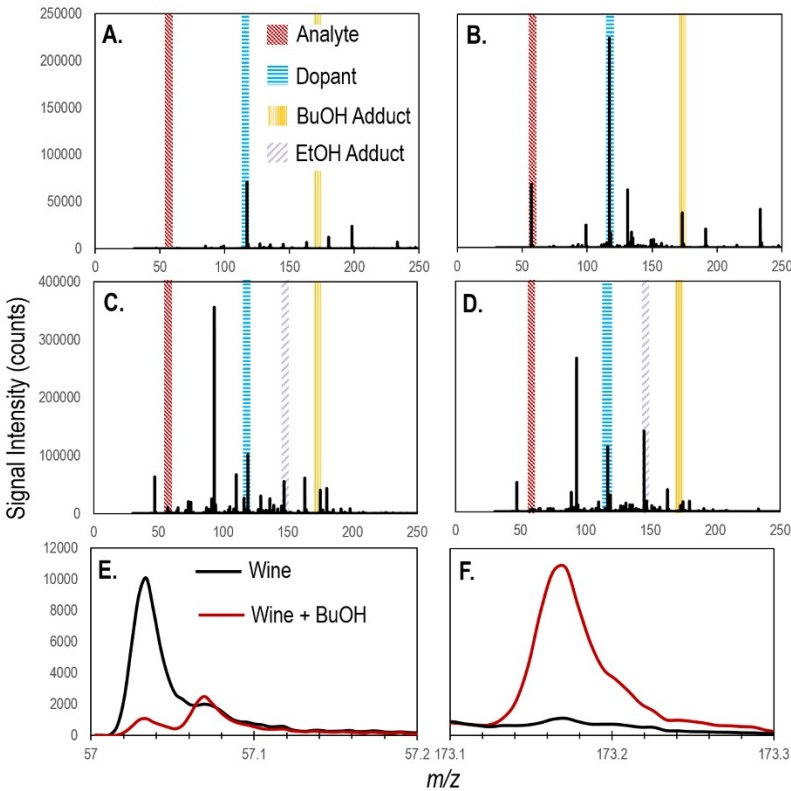 A.
Analyte
Dopant
BuOH Adduct
EtOH Adduct
250000
200000
150000
100000
50000
0
0 50 100 150 200 250
B.
0 50 100 150 200 250
Signal Intensity (counts)
C.
400000
300000
200000
100000
0
0 50 100 150 200 250
D.
0 50 100 150 200 250
E.
Wine
Wine + BuOH
12000
10000
8000
6000
4000
2000
0
57 57.1 57.2
F.
173.1 173.2 173.3
m/z